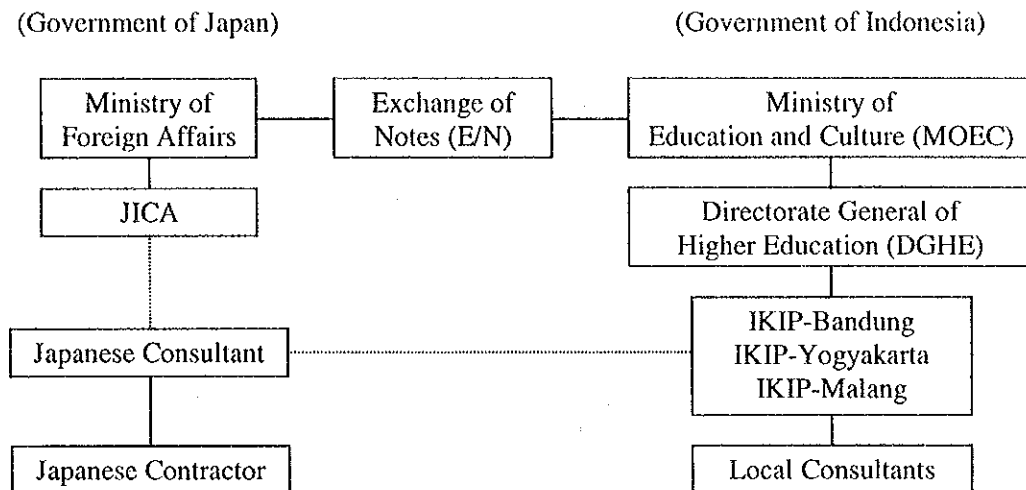 (Government of Japan)
(Government of Indonesia)
Ministry of
Foreign Affairs
Exchange of
Notes (E/N)
Ministry of
Education and Culture (MOEC)
JICA
Directorate General of
Higher Education (DGHE)
Japanese Consultant
IKIP-Bandung
IKIP-Yogyakarta
IKIP-Malang
Japanese Contractor
Local Consultants